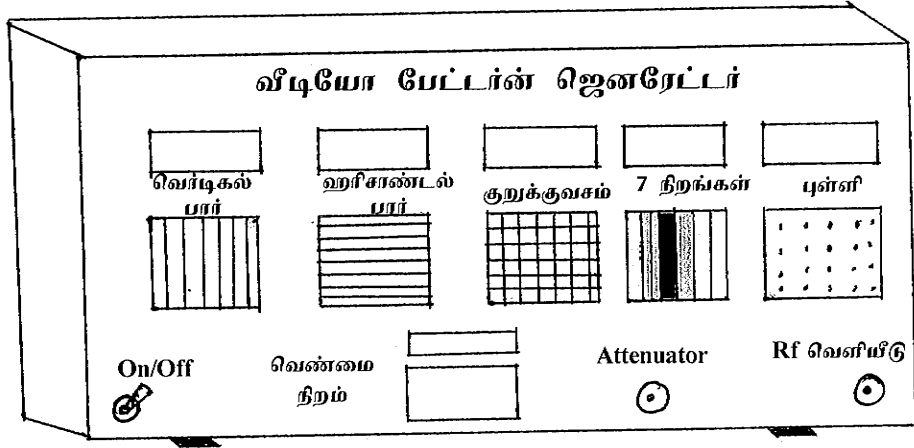 வீடியோ பேட்டர்ன் ஜெனரேட்டர்
வெர்டிகல்
பார்
ஹரிசாண்டல்
பார்
குறுக்குவசம்
7 நிறங்கள்
புள்ளி
On/Off
வெண்மை
நிறம்
Attenuator
Rf வெளியீடு